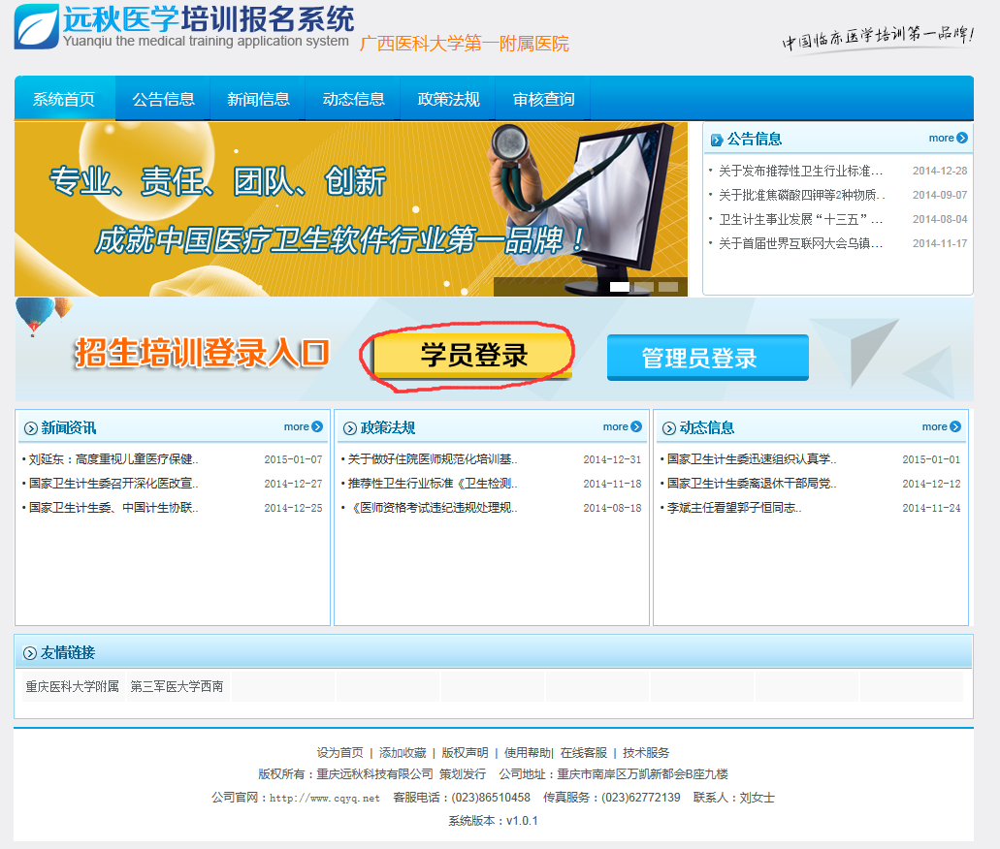 远秋医学培训报名系统
Yuanqiu the medical training application system
广西医科大学第一附属医院
中国临床医学培训第一品牌!
系统首页 公告信息 新闻信息 动态信息 政策法规 审核查询
专业、责任、团队、创新
成就中国医疗卫生软件行业第一品牌！
公告信息 more
• 关于发布推荐性卫生行业标准... 2014-12-28
• 关于批准焦磷酸四钾等2种物质.. 2014-09-07
• 卫生计生事业发展“十三五”... 2014-08-04
• 关于首届世界互联网大会乌镇... 2014-11-17
招生培训登录入口 学员登录 管理员登录
新闻资讯 more
• 刘延东：高度重视儿童医疗保健.. 2015-01-07
• 国家卫生计生委召开深化医改宣.. 2014-12-27
• 国家卫生计生委、中国计生协联.. 2014-12-25
政策法规 more
• 关于做好住院医师规范化培训基.. 2014-12-31
• 推荐性卫生行业标准《卫生检测.. 2014-11-18
• 《医师资格考试违纪违规处理规.. 2014-08-18
动态信息 more
• 国家卫生计生委迅速组织认真学.. 2015-01-01
• 国家卫生计生委离退休干部局党.. 2014-12-12
• 李斌主任看望郭子恒同志.. 2014-11-24
友情链接
重庆医科大学附属 第三军医大学西南
设为首页 | 添加收藏 | 版权声明 | 使用帮助| 在线客服 | 技术服务
版权所有：重庆远秋科技有限公司 策划发行 公司地址：重庆市南岸区万凯新都会B座九楼
公司官网：http://www.cqyq.net 客服电话：(023)86510458 传真服务：(023)62772139 联系人：刘女士
系统版本：v1.0.1